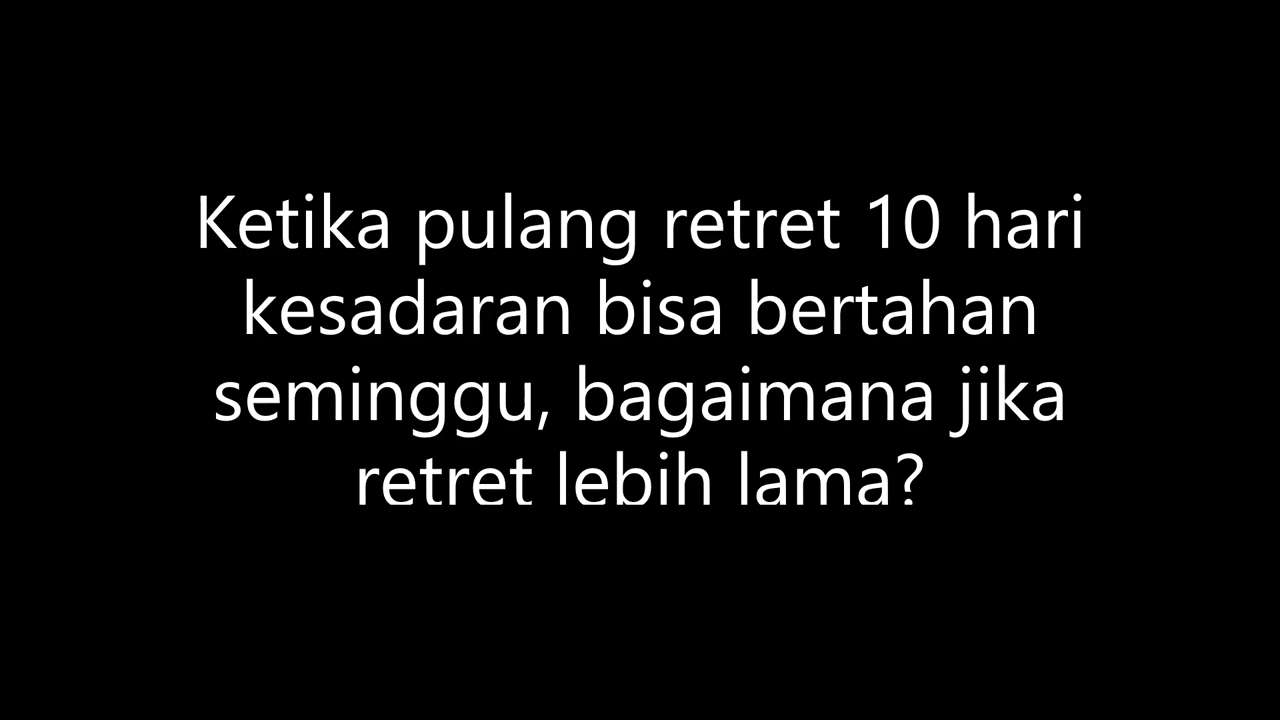 Ketika pulang retret 10 hari
kesadaran bisa bertahan
seminggu, bagaimana jika
retret lebih lama?